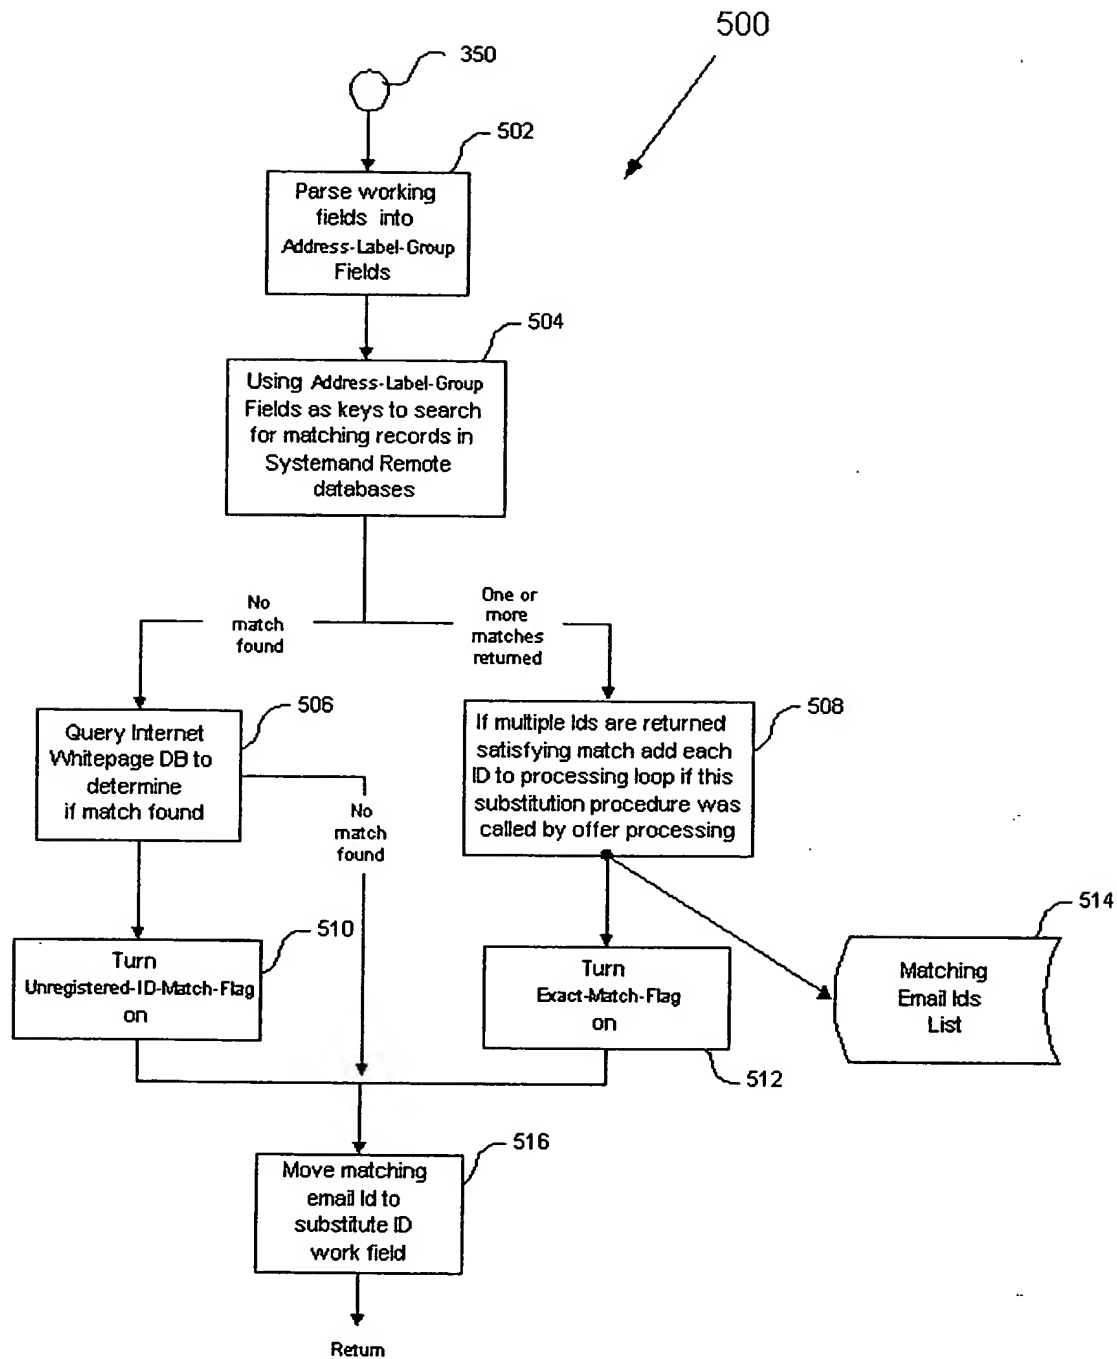 500
350
502
Parse working
fields into
Address-Label-Group
Fields
504
Using Address-Label-Group
Fields as keys to search
for matching records in
Systemand Remote
databases
No
match
found
One or
more
matches
returned
506
Query Internet
Whitepage DB to
determine
if match found
508
If multiple Ids are returned
satisfying match add each
ID to processing loop if this
substitution procedure was
called by offer processing
No
match
found
510
Turn
Unregistered-ID-Match-Flag
on
Turn
Exact-Match-Flag
on
512
514
Matching
Email Ids
List
516
Move matching
email Id to
substitute ID
work field
Return